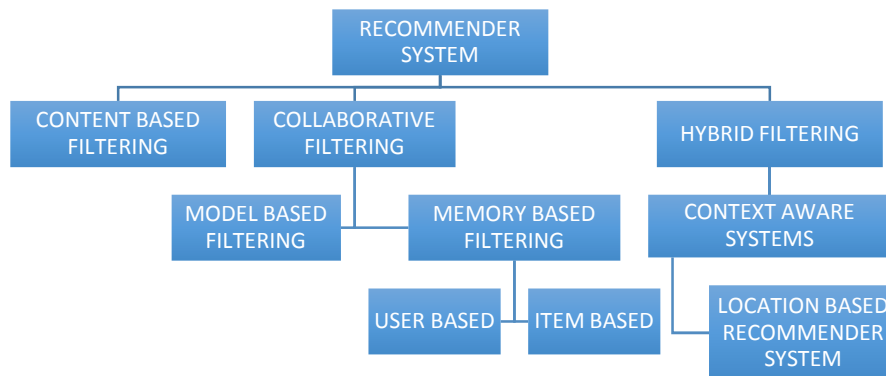 RECOMMENDER
SYSTEM
CONTENT BASED
FILTERING
COLLABORATIVE
FILTERING
HYBRID FILTERING
MODEL BASED
FILTERING
MEMORY BASED
FILTERING
CONTEXT AWARE
SYSTEMS
USER BASED
ITEM BASED
LOCATION BASED
RECOMMENDER
SYSTEM